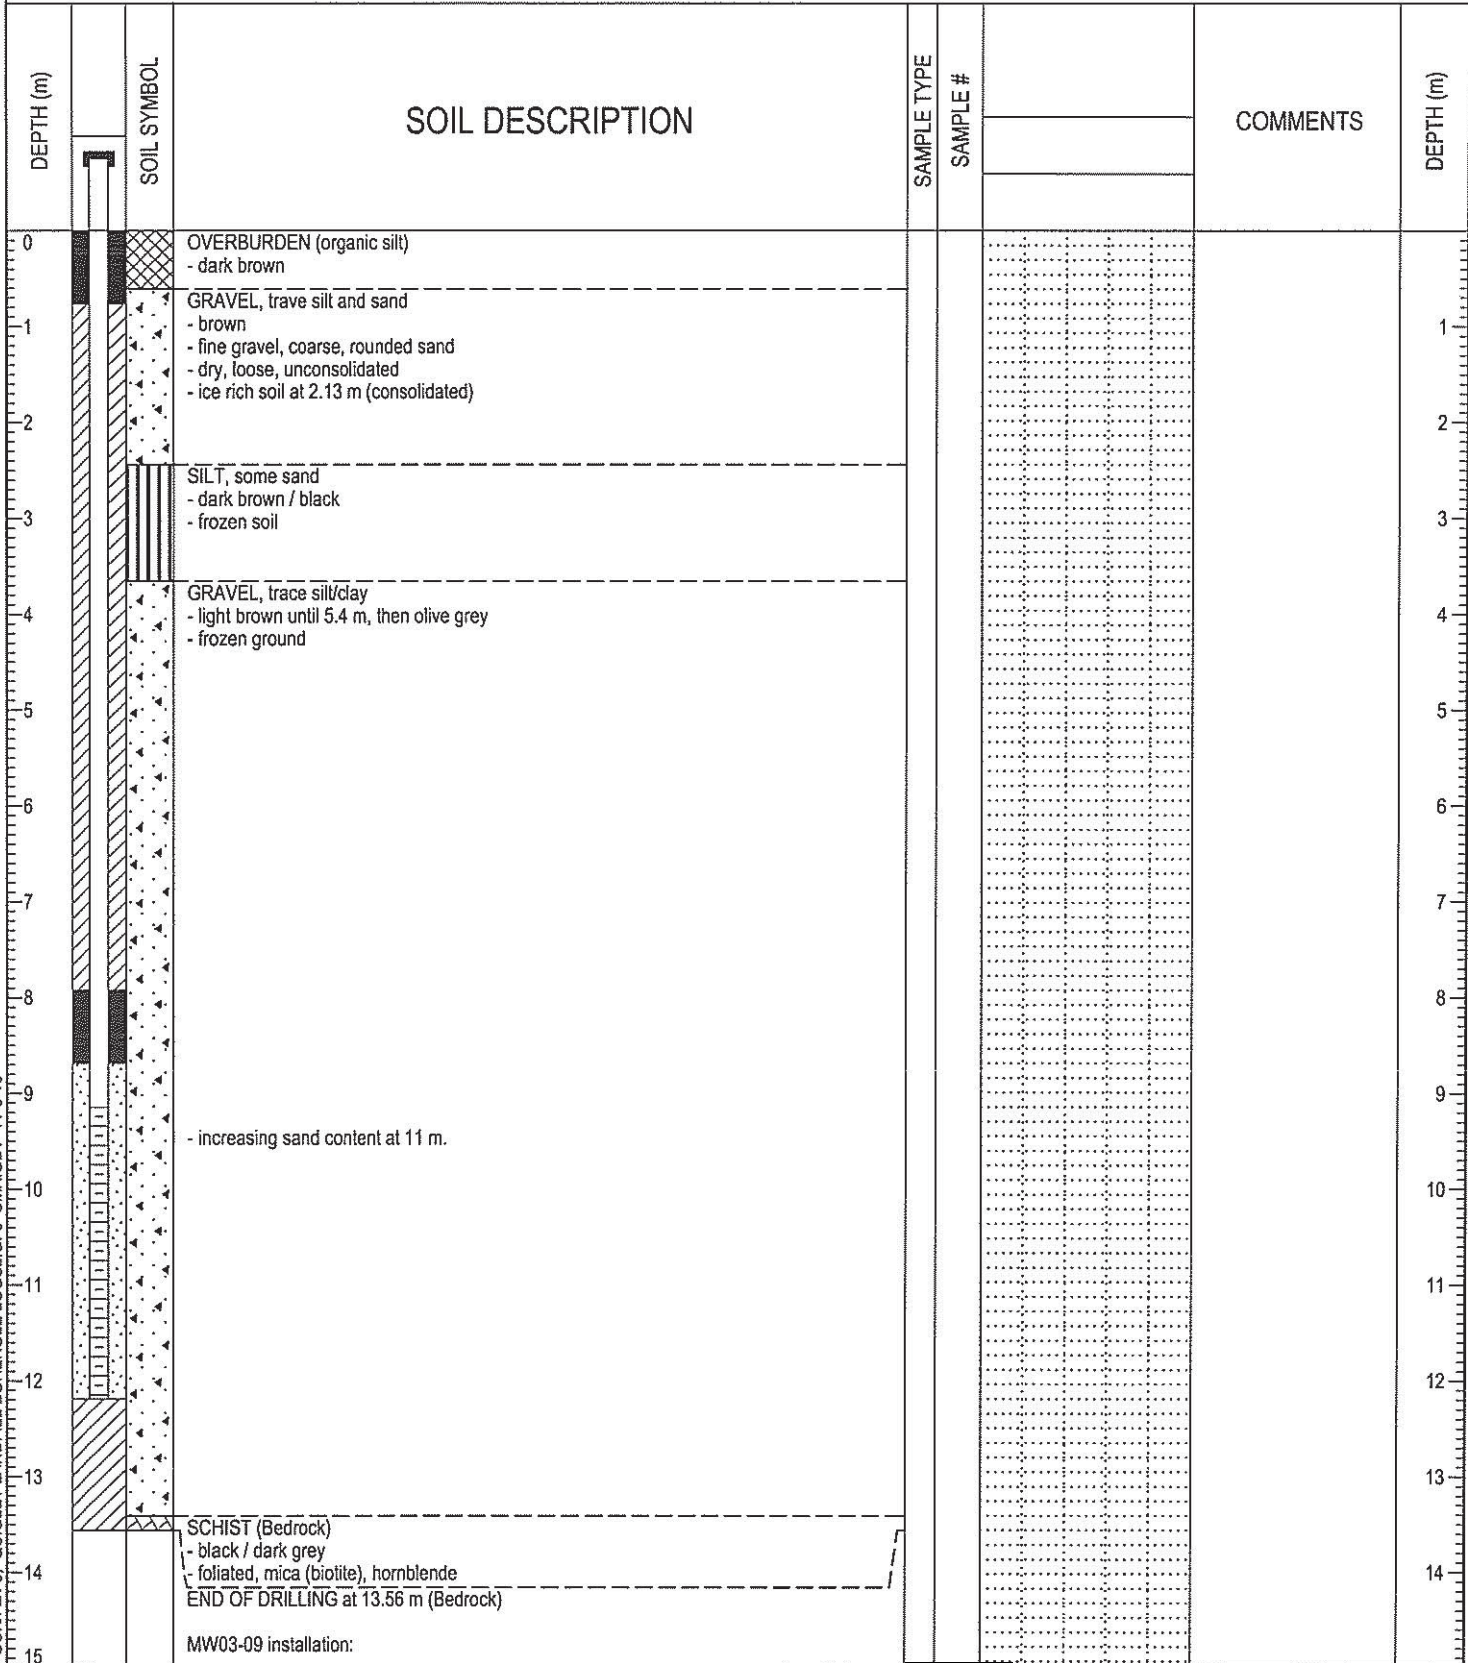 DEPTH (m)
SOIL SYMBOL
SOIL DESCRIPTION
SAMPLE TYPE
SAMPLE #
COMMENTS
DEPTH (m)
0
OVERBURDEN (organic silt)
- dark brown
GRAVEL, trave silt and sand
1
- brown
1
- fine gravel, coarse, rounded sand
- dry, loose, unconsolidated
- ice rich soil at 2.13 m (consolidated)
2
2
SILT, some sand
- dark brown / black
3
- frozen soil
3
GRAVEL, trace silt/clay
4
- light brown until 5.4 m, then olive grey
4
- frozen ground
5
5
6
6
7
7
8
8
9
9
- increasing sand content at 11 m.
10
10
11
11
12
12
13
13
SCHIST (Bedrock)
- black / dark grey
14
- foliated, mica (biotite), hornblende
14
END OF DRILLING at 13.56 m (Bedrock)
MW03-09 installation:
15